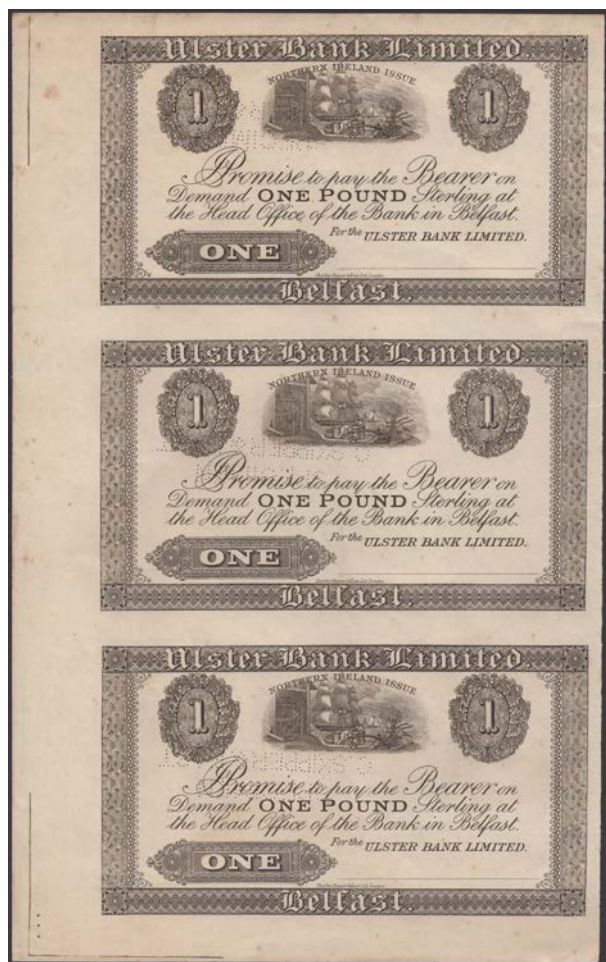 Ulster Bank Limited.
NORTHERN IRELAND ISSUE
1 1
I Promise to pay the Bearer on
Demand ONE POUND Sterling at
the Head Office of the Bank in Belfast.
For the ULSTER BANK LIMITED.
ONE
Belfast.
Ulster Bank Limited.
NORTHERN IRELAND ISSUE
1 1
I Promise to pay the Bearer on
Demand ONE POUND Sterling at
the Head Office of the Bank in Belfast.
For the ULSTER BANK LIMITED.
ONE
Belfast.
Ulster Bank Limited.
NORTHERN IRELAND ISSUE
1 1
I Promise to pay the Bearer on
Demand ONE POUND Sterling at
the Head Office of the Bank in Belfast.
For the ULSTER BANK LIMITED.
ONE
Belfast.